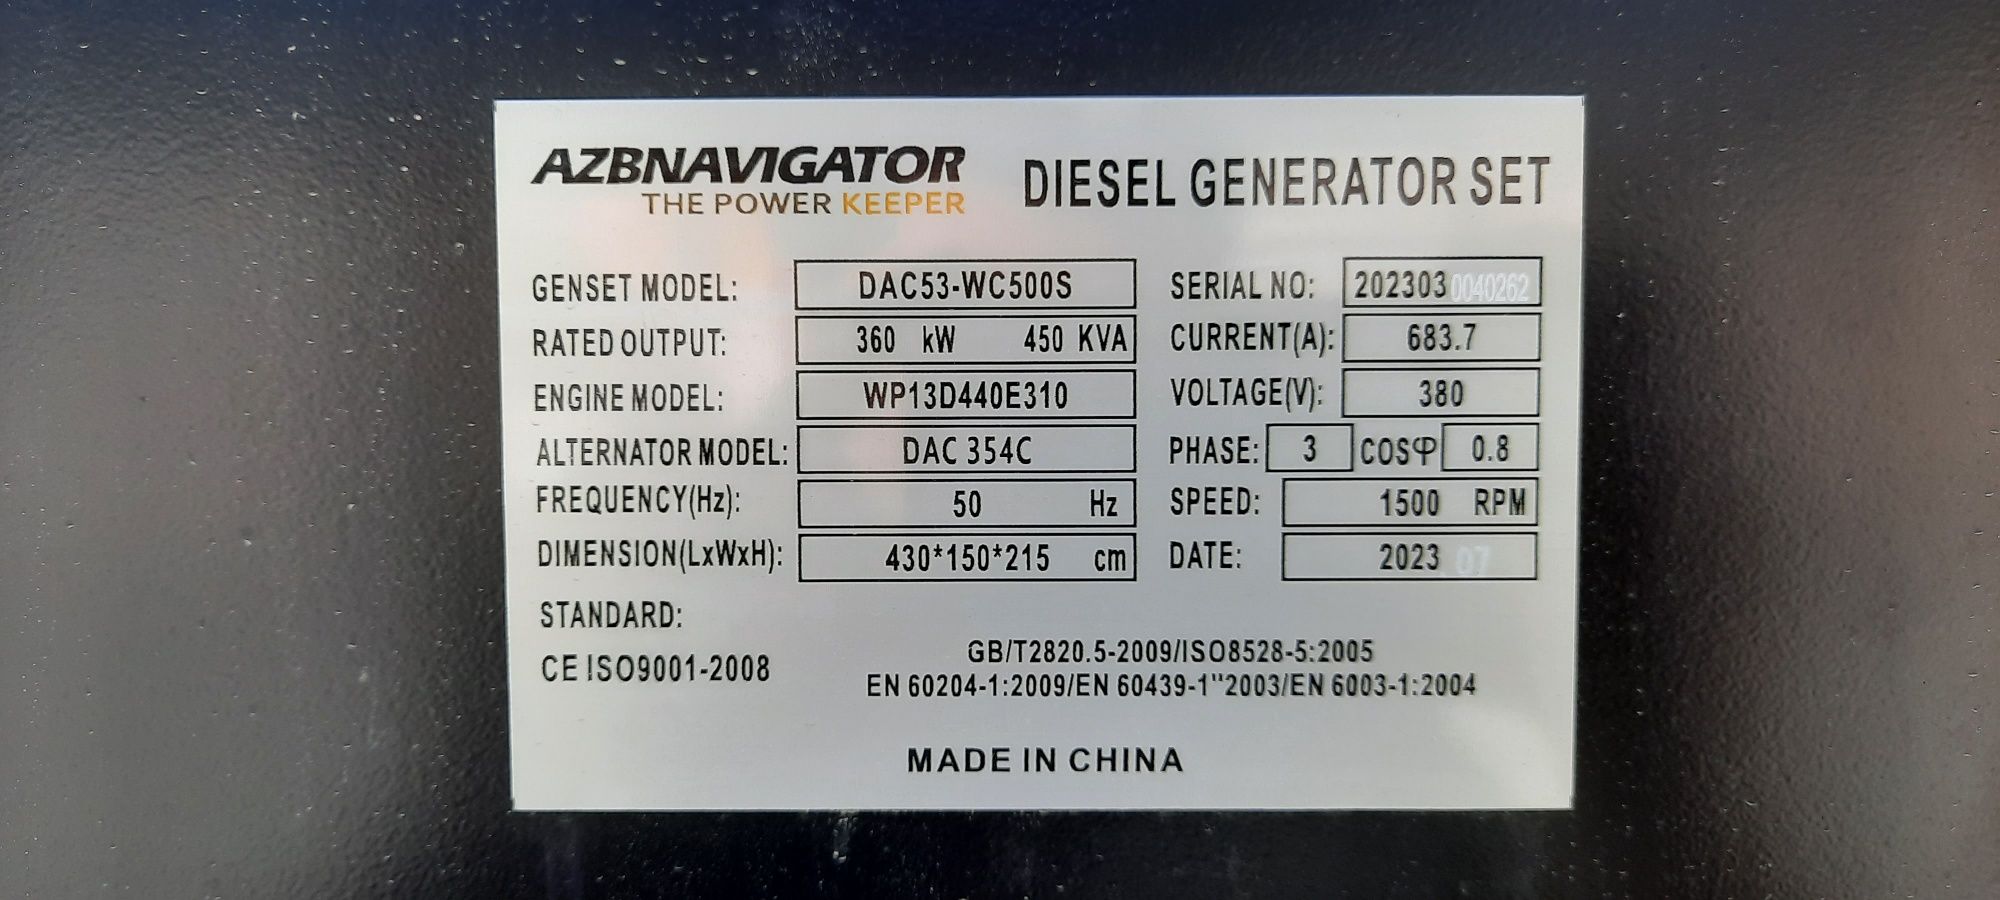 AZBNAVIGATOR
THE POWER KEEPER
DIESEL GENERATOR SET
GENSET MODEL: DAC53-WC500S SERIAL NO: 2023030040262
RATED OUTPUT: 360 kW 450 KVA CURRENT(A): 683.7
ENGINE MODEL: WP13D440E310 VOLTAGE(V): 380
ALTERNATOR MODEL: DAC 354C PHASE: 3 COSφ 0.8
FREQUENCY(Hz): 50 Hz SPEED: 1500 RPM
DIMENSION(LxWxH): 430*150*215 cm DATE: 2023 07
STANDARD:
CE ISO9001-2008
GB/T2820.5-2009/ISO8528-5:2005
EN 60204-1:2009/EN 60439-1"2003/EN 6003-1:2004
MADE IN CHINA